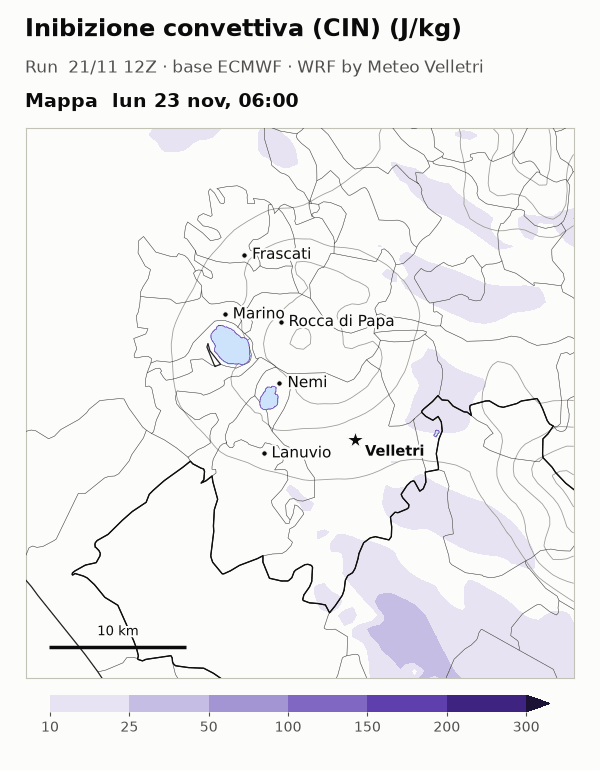 Inibizione convettiva (CIN) (J/kg)
Run  21/11 12Z · base ECMWF · WRF by Meteo Velletri
Mappa  lun 23 nov, 06:00
Frascati
Marino
Rocca di Papa
Nemi
Velletri
Lanuvio
10 km
10 25 50 100 150 200 300